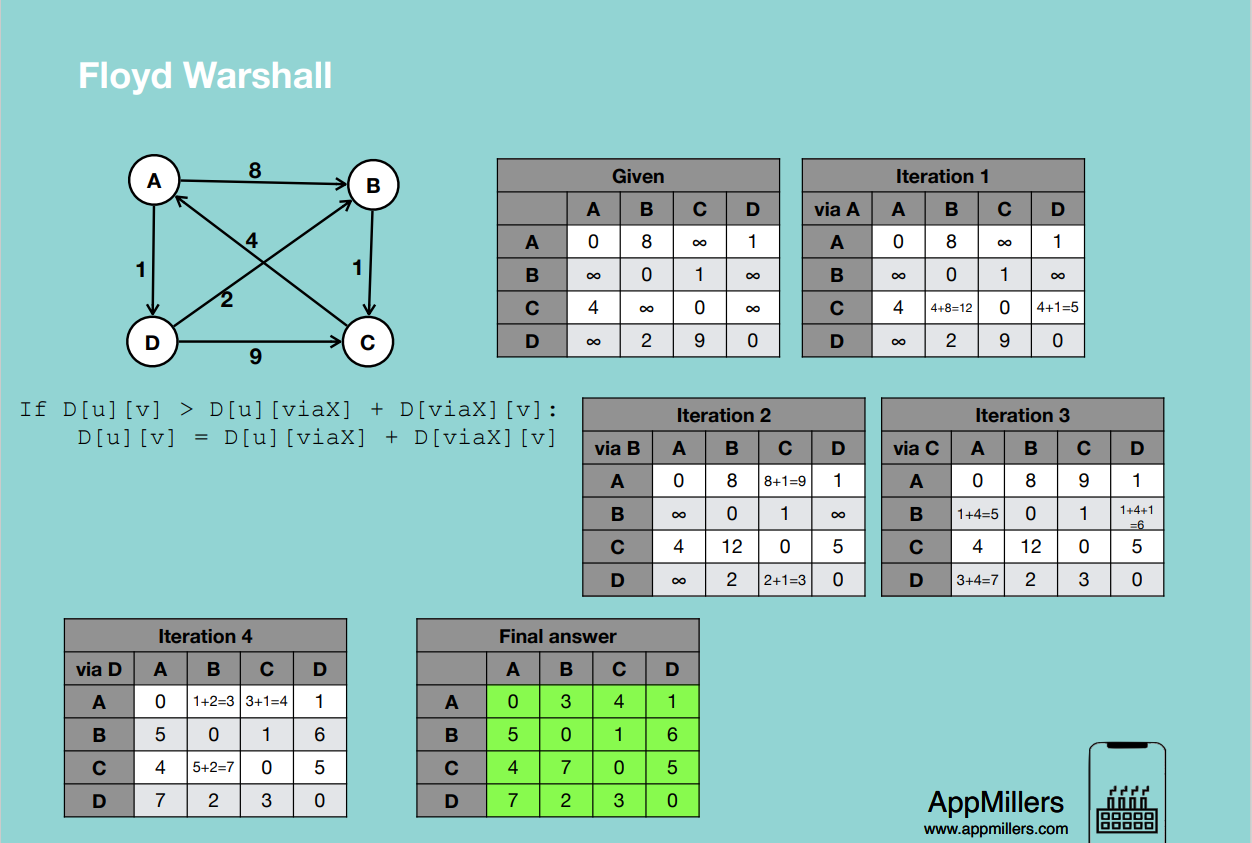 Floyd Warshall
A
8
B
4
1
1
2
D
9
C
Given
A B C D
A 0 8 ∞ 1
B ∞ 0 1 ∞
C 4 ∞ 0 ∞
D ∞ 2 9 0
Iteration 1
via A A B C D
A 0 8 ∞ 1
B ∞ 0 1 ∞
C 4 4+8=12 0 4+1=5
D ∞ 2 9 0
If D[u][v] > D[u][viaX] + D[viaX][v]:
D[u][v] = D[u][viaX] + D[viaX][v]
Iteration 2
via B A B C D
A 0 8 8+1=9 1
B ∞ 0 1 ∞
C 4 12 0 5
D ∞ 2 2+1=3 0
Iteration 3
via C A B C D
A 0 8 9 1
B 1+4=5 0 1 1+4+1
=6
C 4 12 0 5
D 3+4=7 2 3 0
Iteration 4
via D A B C D
A 0 1+2=3 3+1=4 1
B 5 0 1 6
C 4 5+2=7 0 5
D 7 2 3 0
Final answer
A B C D
A 0 3 4 1
B 5 0 1 6
C 4 7 0 5
D 7 2 3 0
AppMillers
www.appmillers.com